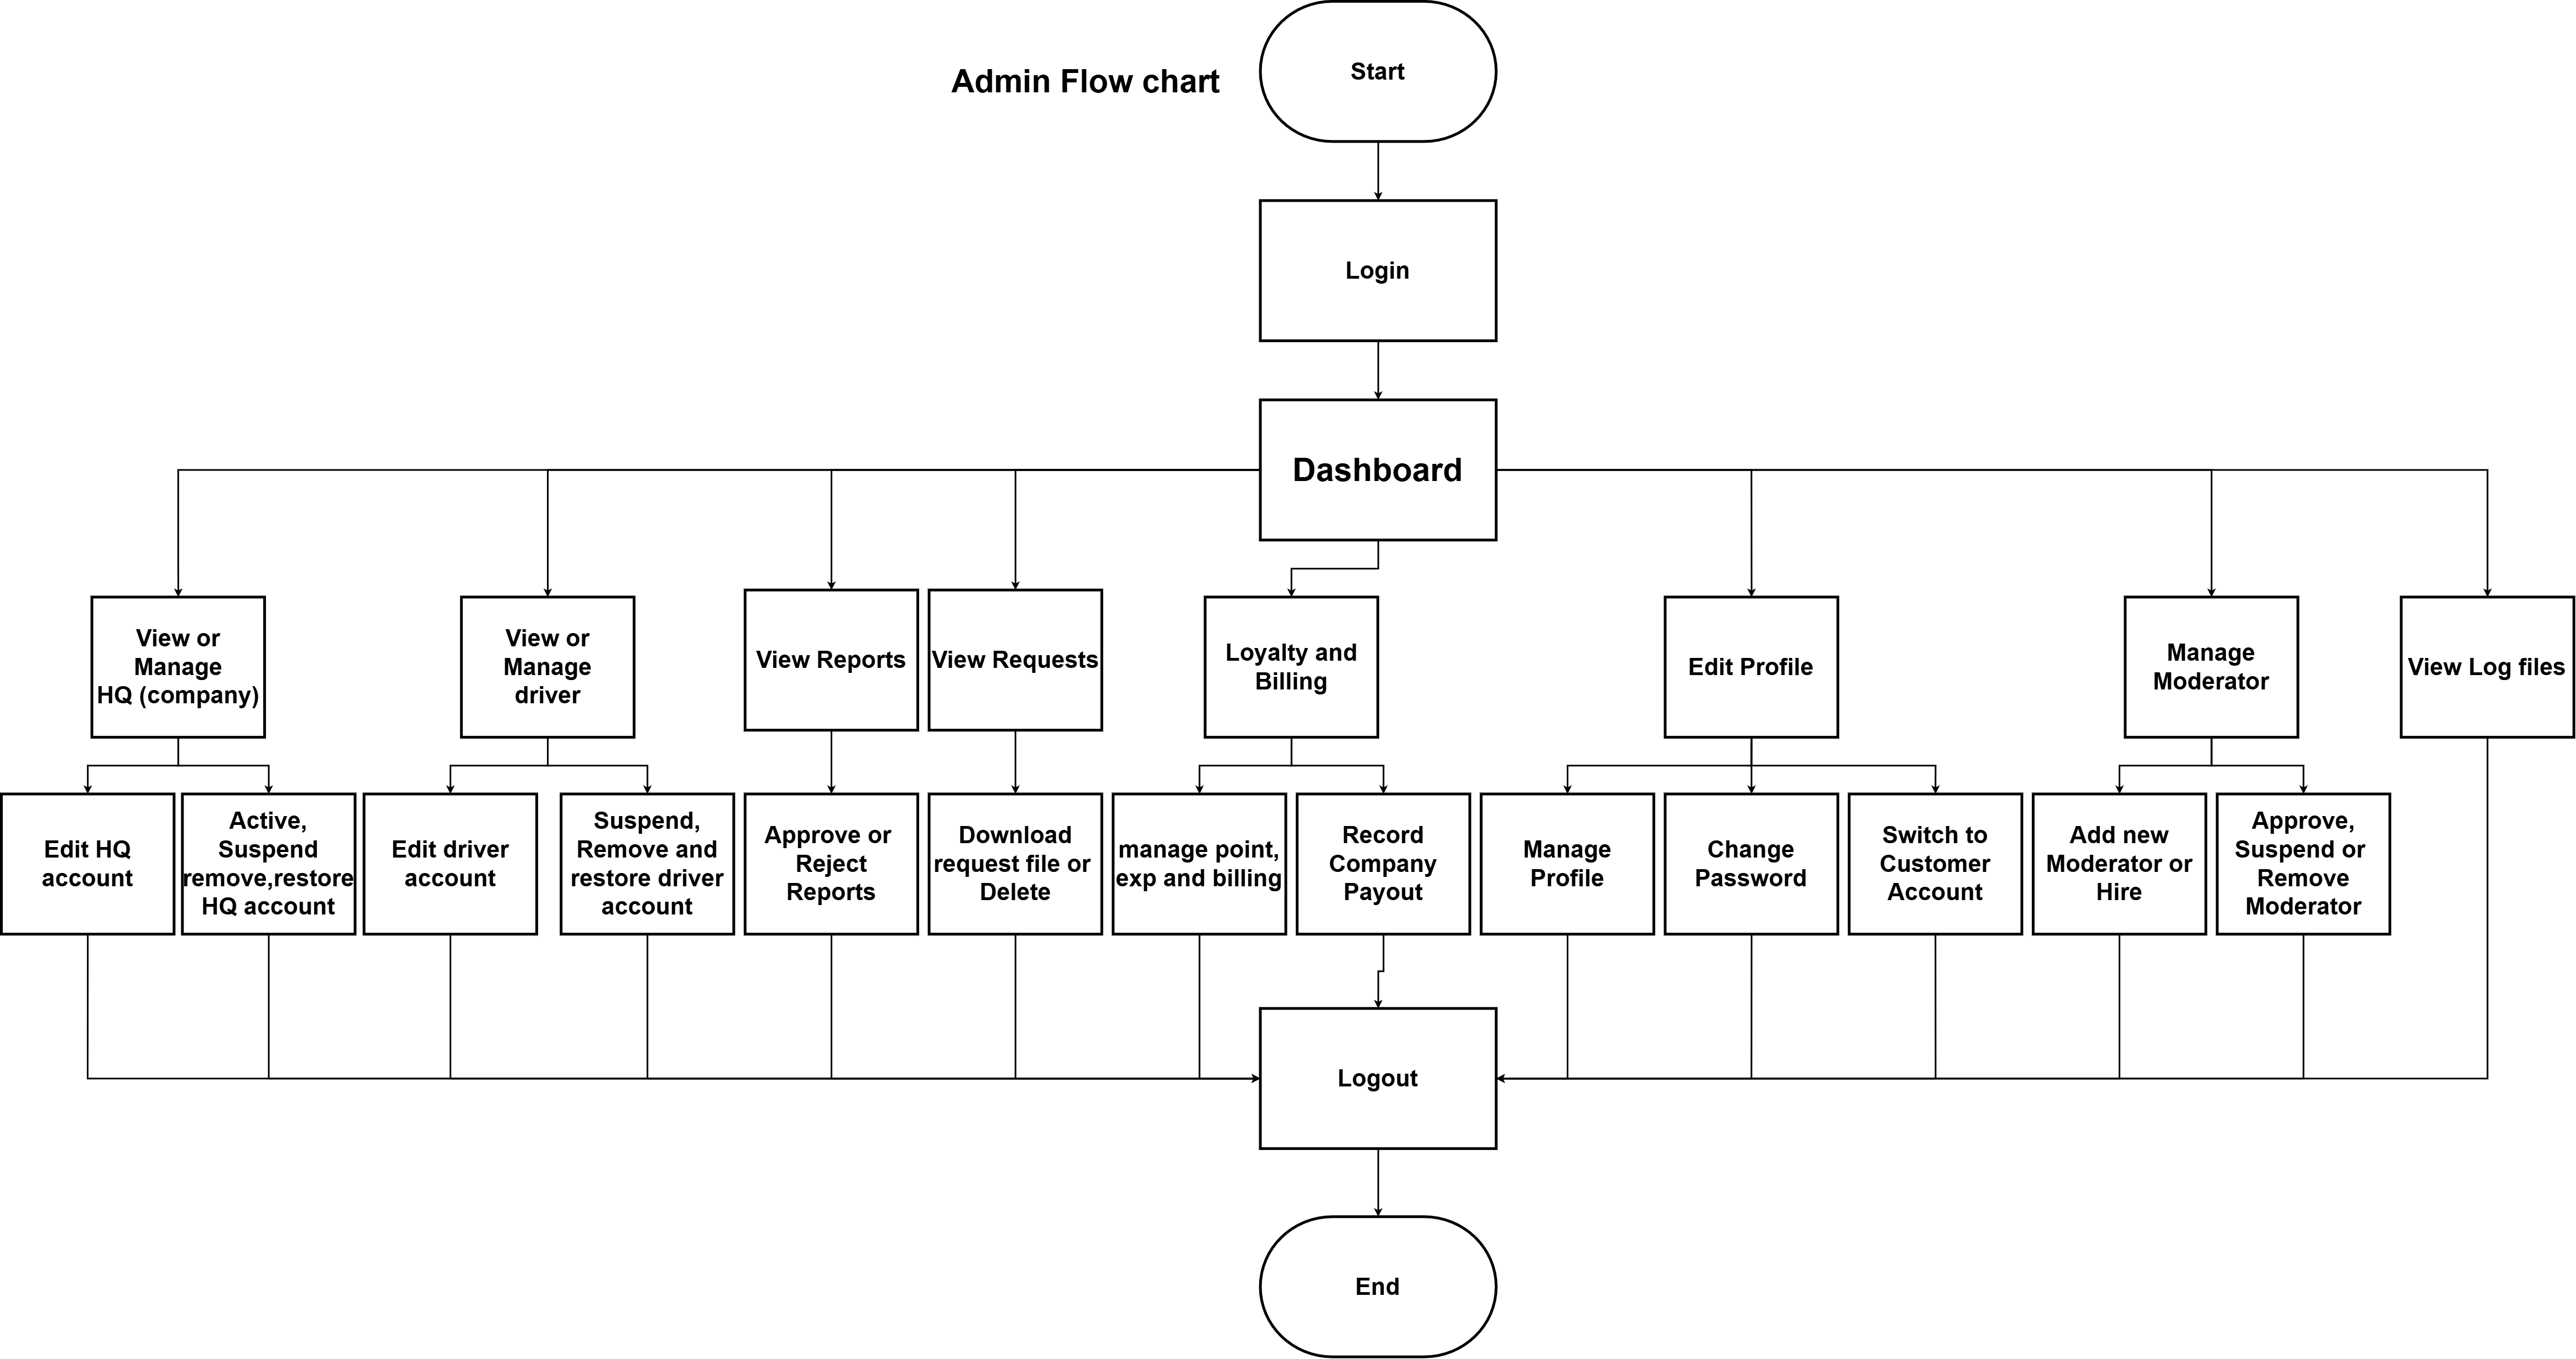 Admin Flow chart
Start
Login
Dashboard
View or
Manage
HQ (company)
View or
Manage
driver
View Reports
View Requests
Loyalty and
Billing
Edit Profile
Manage
Moderator
View Log files
Edit HQ
account
Active,
Suspend
remove,restore
HQ account
Edit driver
account
Suspend,
Remove and
restore driver
account
Approve or
Reject
Reports
Download
request file or
Delete
manage point,
exp and billing
Record
Company
Payout
Manage
Profile
Change
Password
Switch to
Customer
Account
Add new
Moderator or
Hire
Approve,
Suspend or
Remove
Moderator
Logout
End